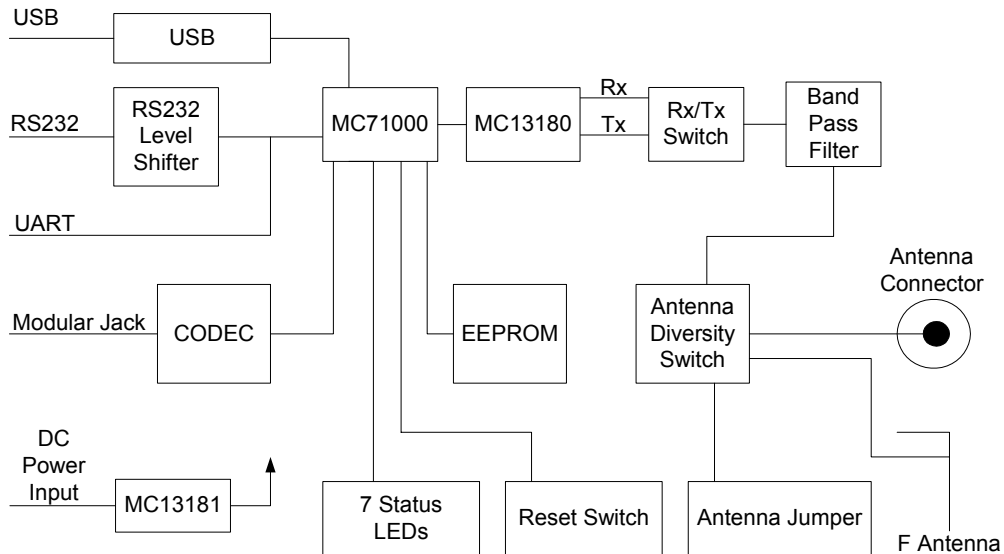 USB
USB
RS232
RS232
Level
Shifter
UART
MC71000
MC13180
Rx
Tx
Rx/Tx
Switch
Band
Pass
Filter
Modular Jack
CODEC
EEPROM
Antenna
Diversity
Switch
Antenna
Connector
DC
Power
Input
MC13181
7 Status
LEDs
Reset Switch
Antenna Jumper
F Antenna